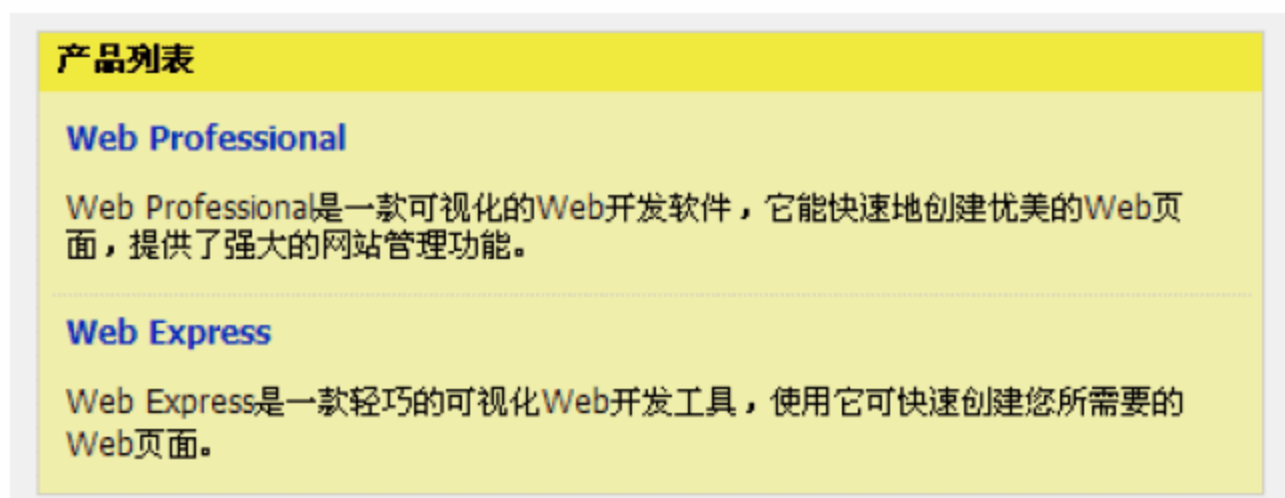 产品列表
Web Professional
Web Professional是一款可视化的Web开发软件，它能快速地创建优美的Web页
面，提供了强大的网站管理功能。
Web Express
Web Express是一款轻巧的可视化Web开发工具，使用它可快速创建您所需要的
Web页面。